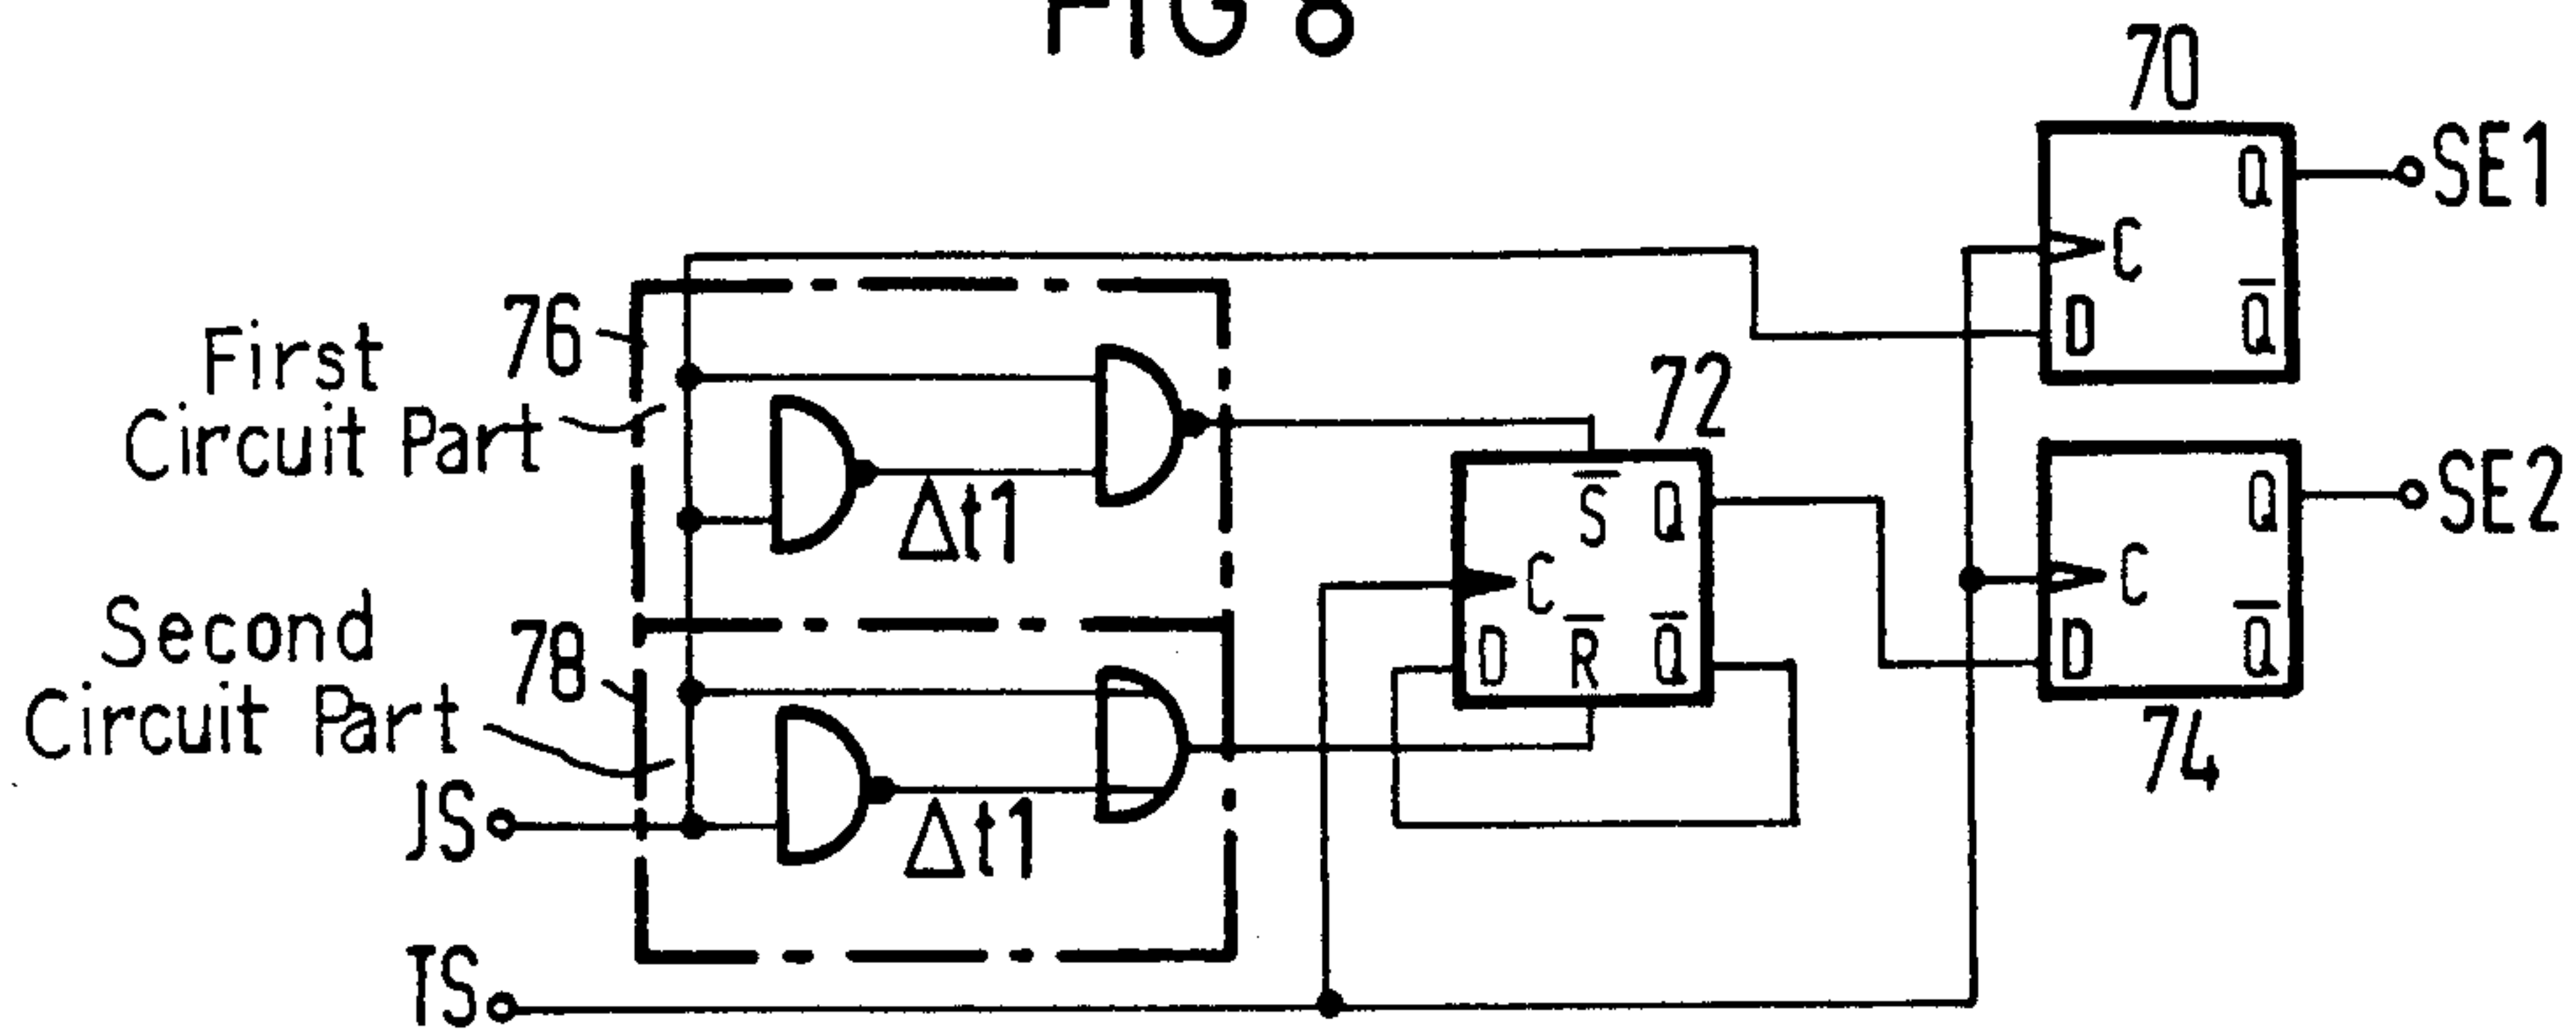 FIG 8
70
Q
SE1
C
D
Q̅
76
First
Circuit Part
Δt1
72
S̅
Q
C
D
R̅
Q̅
Q
SE2
C
D
Q̅
74
Second
Circuit Part
78
Δt1
JS
TS